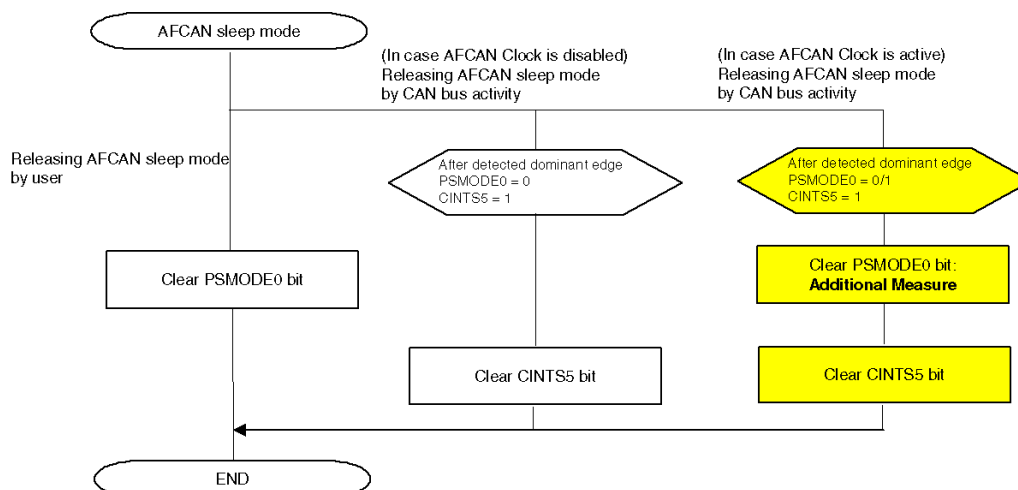 AFCAN sleep mode
(In case AFCAN Clock is disabled)
Releasing AFCAN sleep mode
by CAN bus activity
(In case AFCAN Clock is active)
Releasing AFCAN sleep mode
by CAN bus activity
Releasing AFCAN sleep mode
by user
After detected dominant edge
PSMODE0 = 0
CINTS5 = 1
After detected dominant edge
PSMODE0 = 0/1
CINTS5 = 1
Clear PSMODE0 bit
Clear PSMODE0 bit:
Additional Measure
Clear CINTS5 bit
Clear CINTS5 bit
END